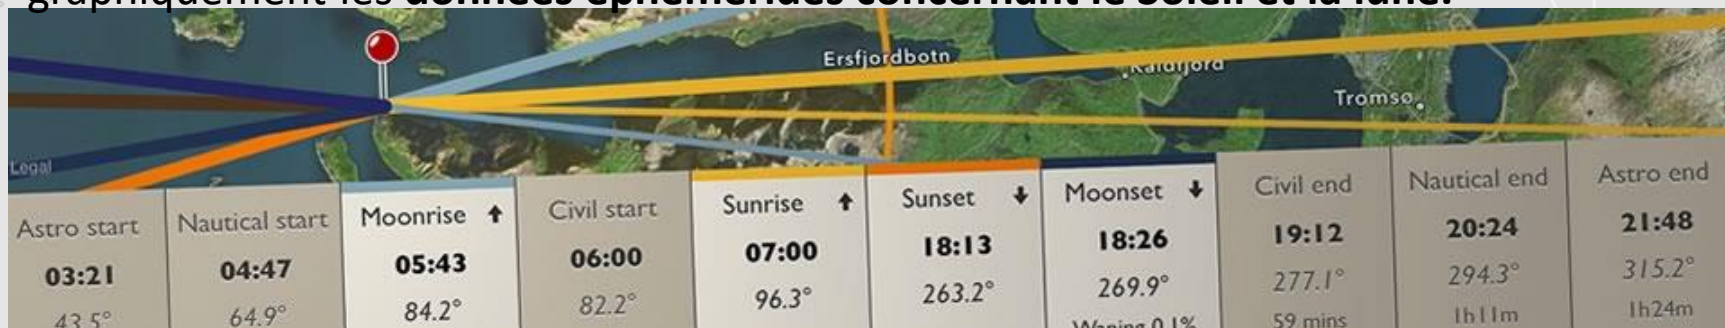 graphiquement les données éphémérides concernant le Soleil et la lune.
Ersfjordbotn
Kaldfjord
Tromsø
Legal
Astro start
03:21
43.5°
Nautical start
04:47
64.9°
Moonrise ↑
05:43
84.2°
Civil start
06:00
82.2°
Sunrise ↑
07:00
96.3°
Sunset ↓
18:13
263.2°
Moonset ↓
18:26
269.9°
Waning 0.1%
Civil end
19:12
277.1°
59 mins
Nautical end
20:24
294.3°
1h11m
Astro end
21:48
315.2°
1h24m